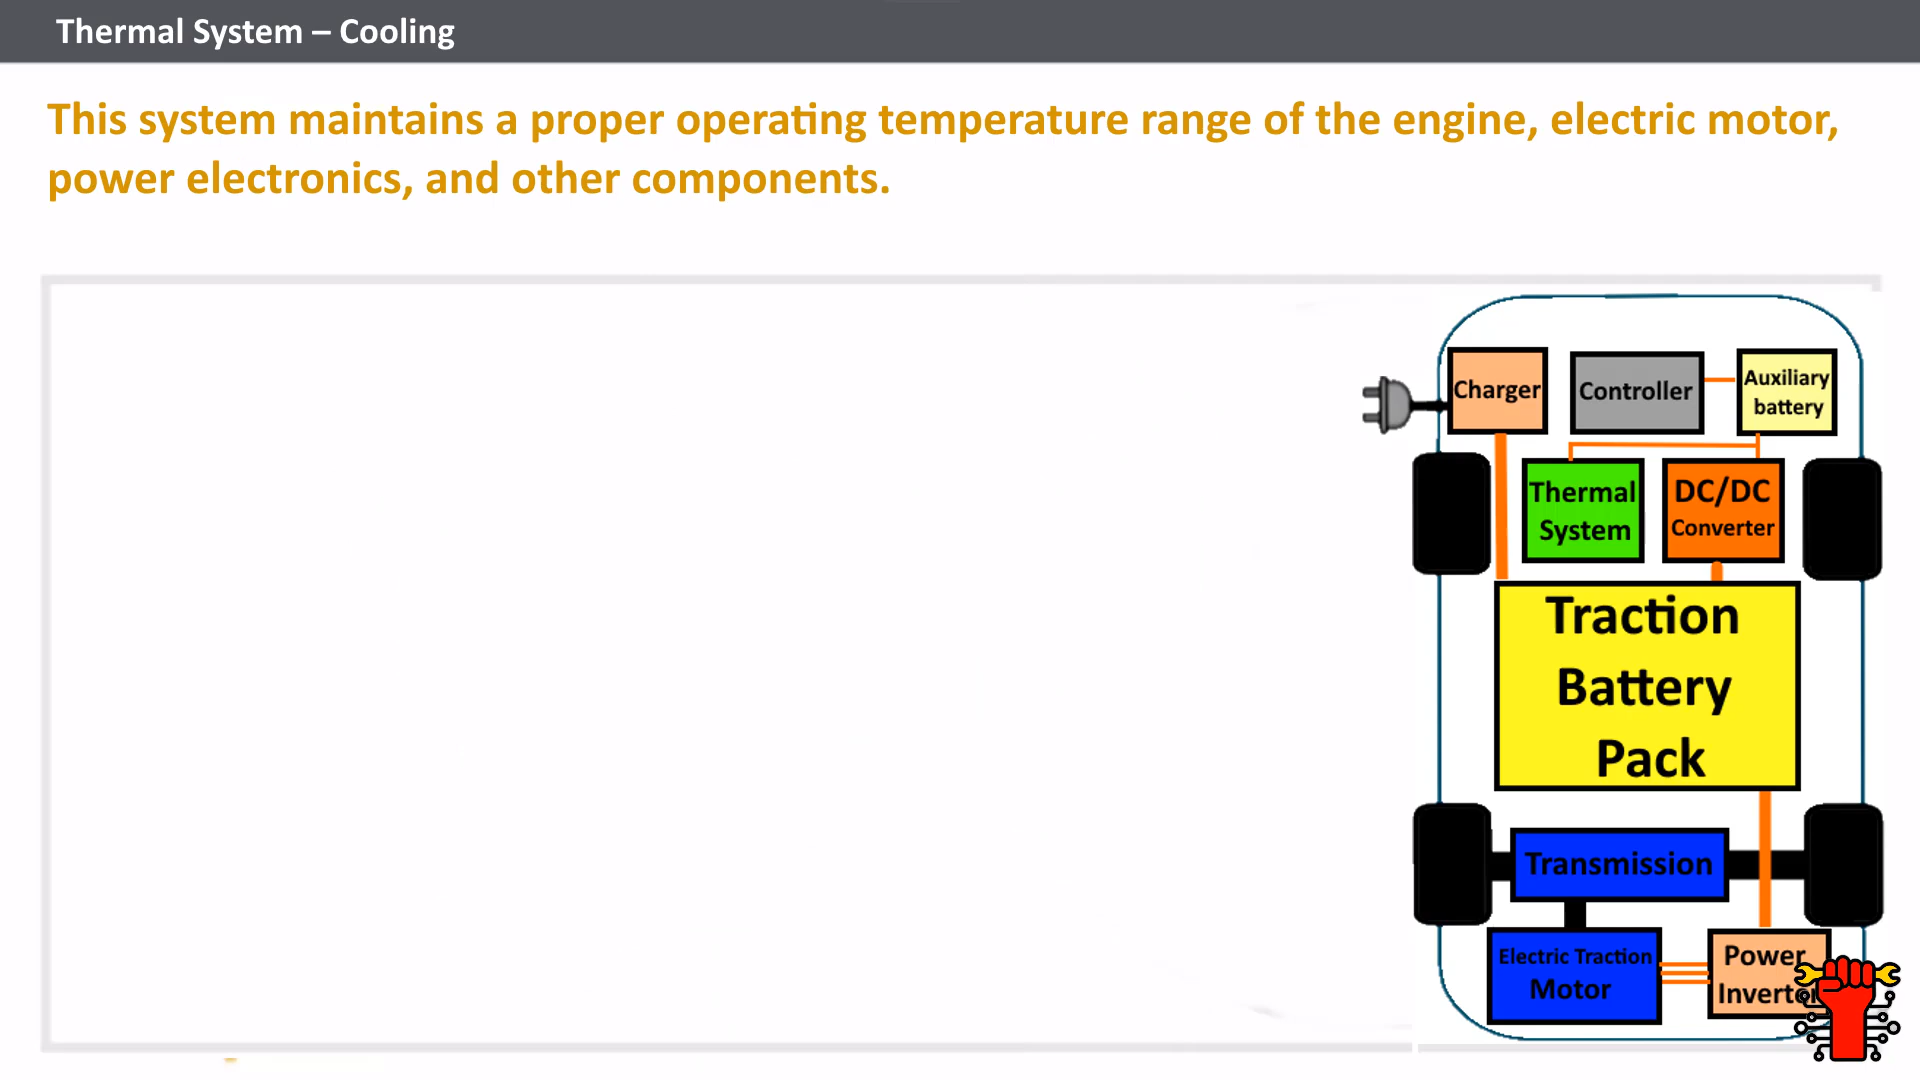 Thermal System – Cooling
This system maintains a proper operating temperature range of the engine, electric motor,
power electronics, and other components.
Charger
Controller
Auxiliary
battery
Thermal
System
DC/DC
Converter
Traction
Battery
Pack
Transmission
Electric Traction
Motor
Power